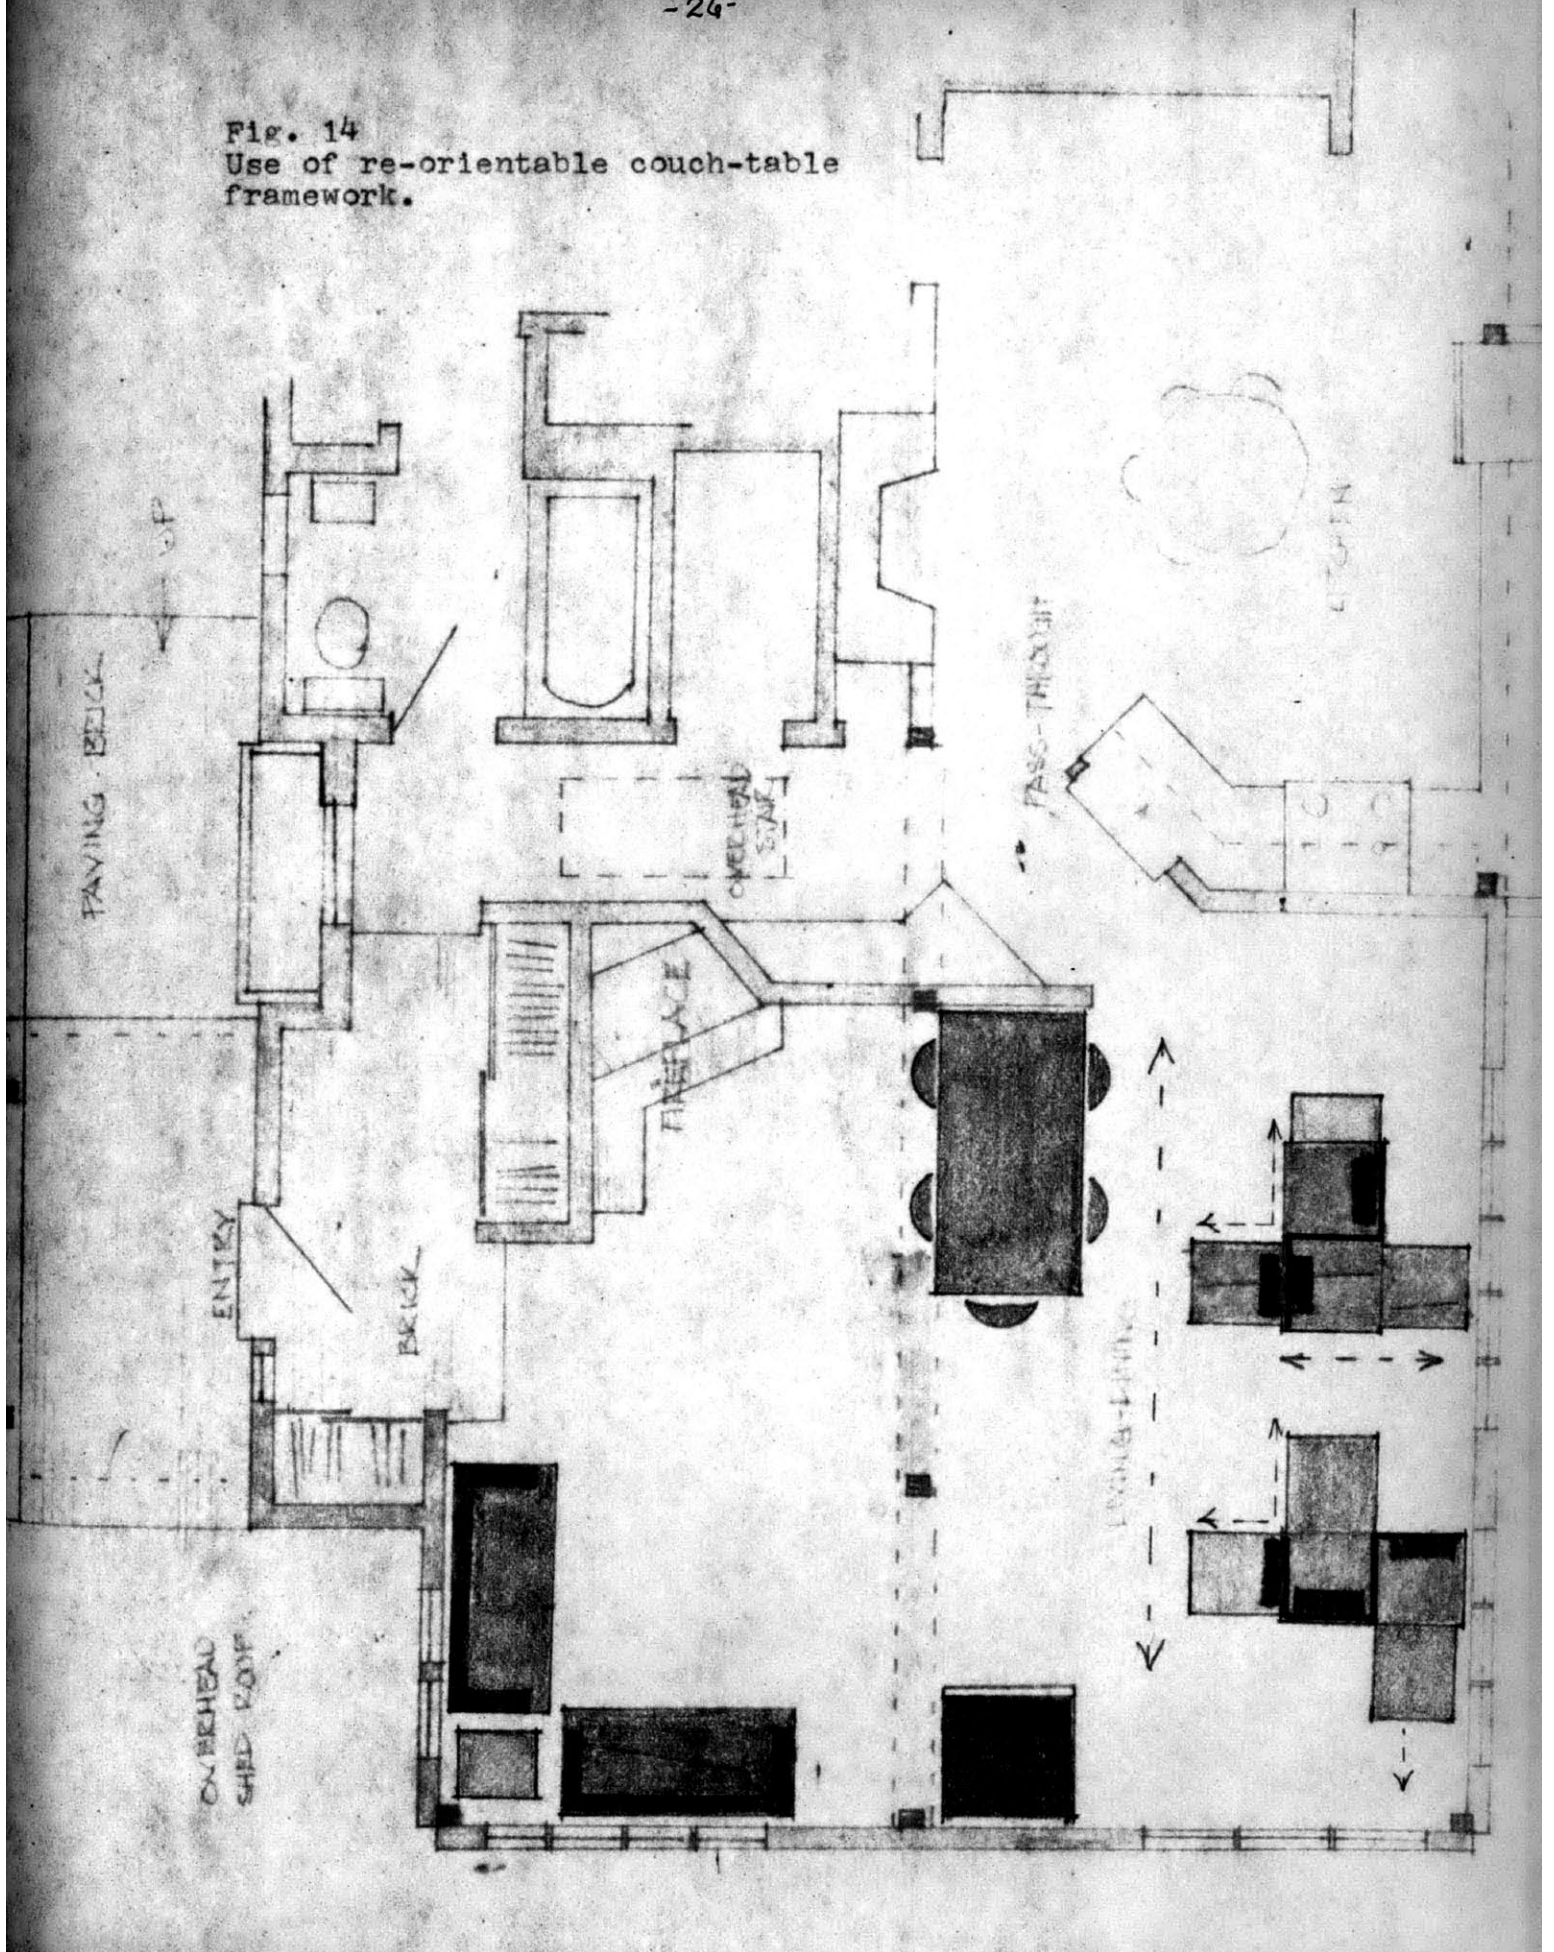 -26-
Fig. 14
Use of re-orientable couch-table
framework.
UP
PAVING BRICK
KITCHEN
PASS-THROUGH
OVERHEAD
STAIR
FIREPLACE
ENTRY
BRICK
OVERHEAD
SHED ROOF